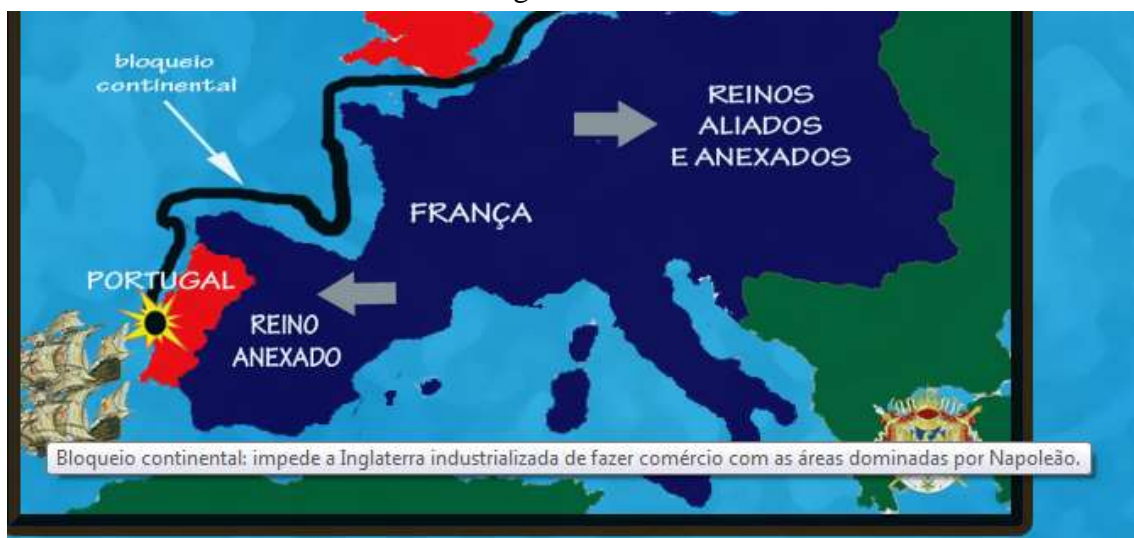 bloqueio
continental
REINOS
ALIADOS
E ANEXADOS
FRANÇA
PORTUGAL
REINO
ANEXADO
Bloqueio continental: impede a Inglaterra industrializada de fazer comércio com as áreas dominadas por Napoleão.